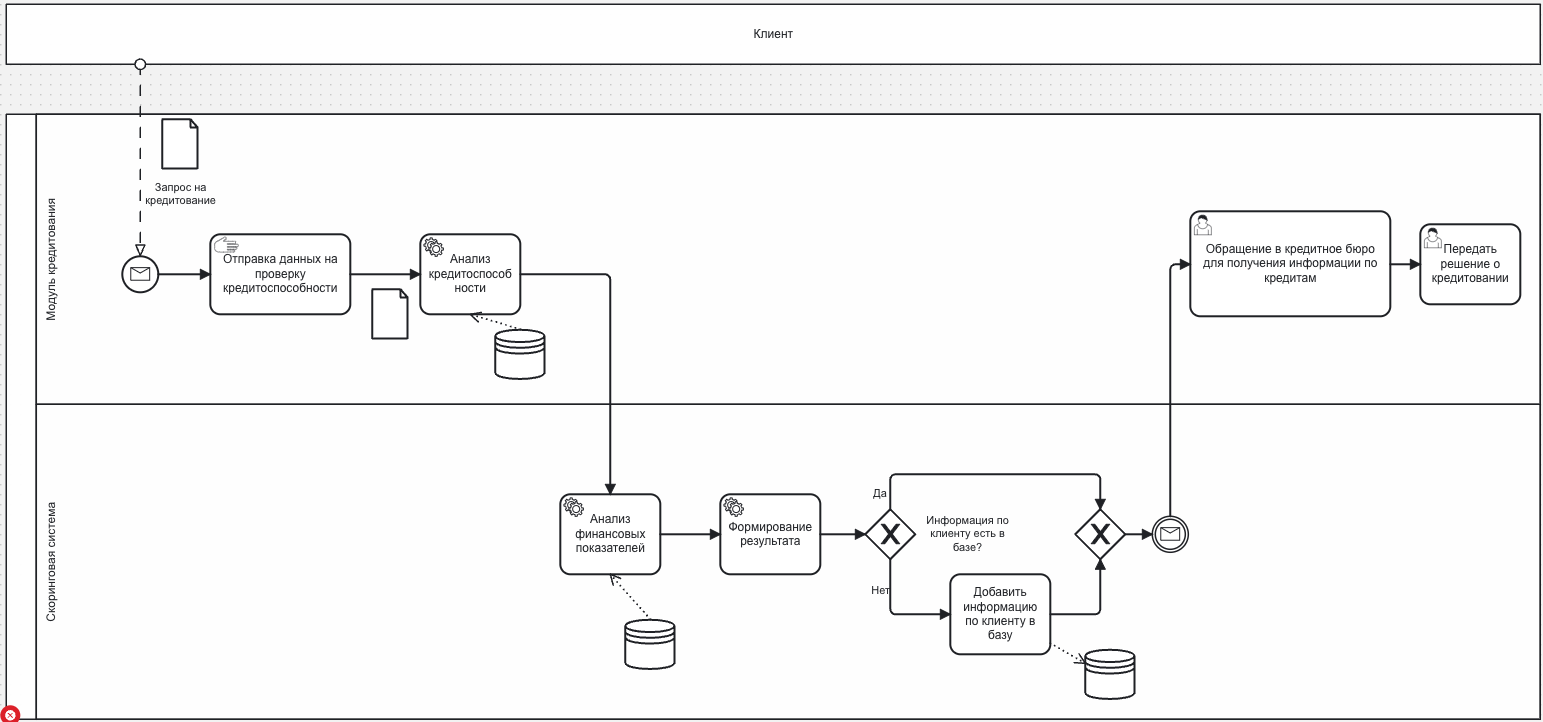 Клиент
Запрос на
кредитование
Модуль кредитования
Отправка данных на
проверку
кредитоспособности
Анализ
кредитоспособ
ности
Обращение в кредитное бюро
для получения информации по
кредитам
Передать
решение о
кредитовании
Скоринговая система
Анализ
финансовых
показателей
Формирование
результата
Да
Информация по
клиенту есть в
базе?
Нет
Добавить
информацию
по клиенту в
базу